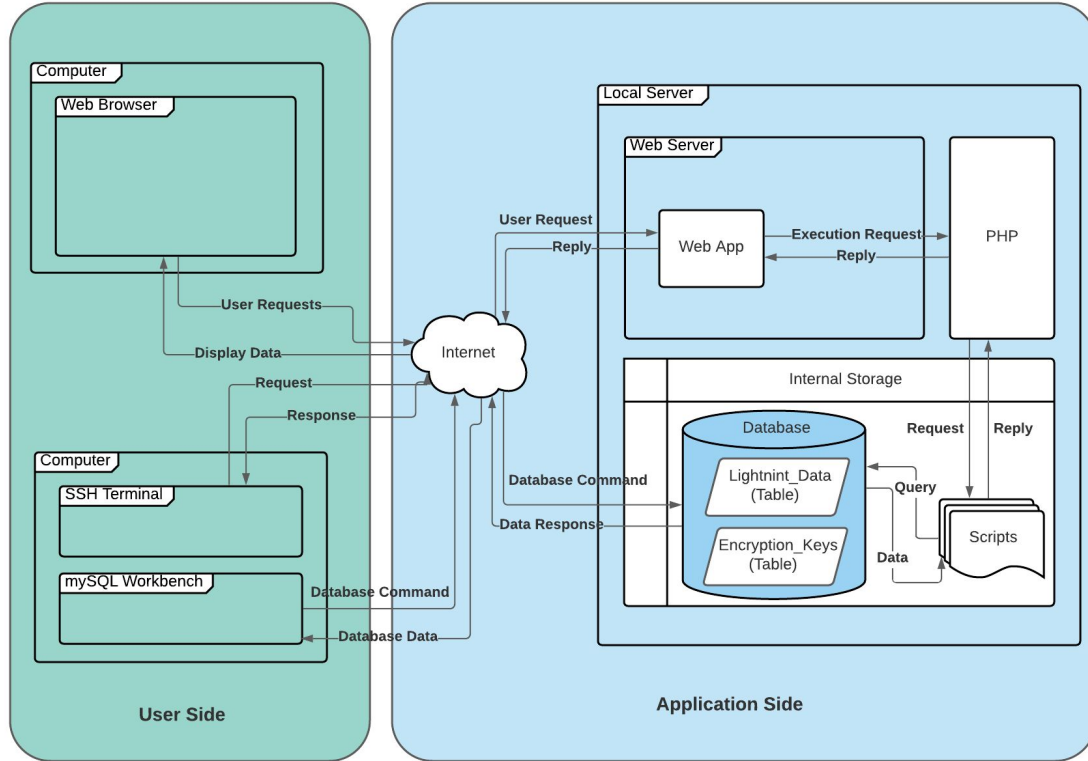 Computer
Web Browser
User Requests
Display Data
Request
Response
Computer
SSH Terminal
mySQL Workbench
Database Command
Database Data
User Side
Internet
Local Server
Web Server
User Request
Reply
Web App
Execution Request
Reply
PHP
Internal Storage
Request
Reply
Database
Lightnint_Data
(Table)
Encryption_Keys
(Table)
Database Command
Data Response
Query
Data
Scripts
Application Side